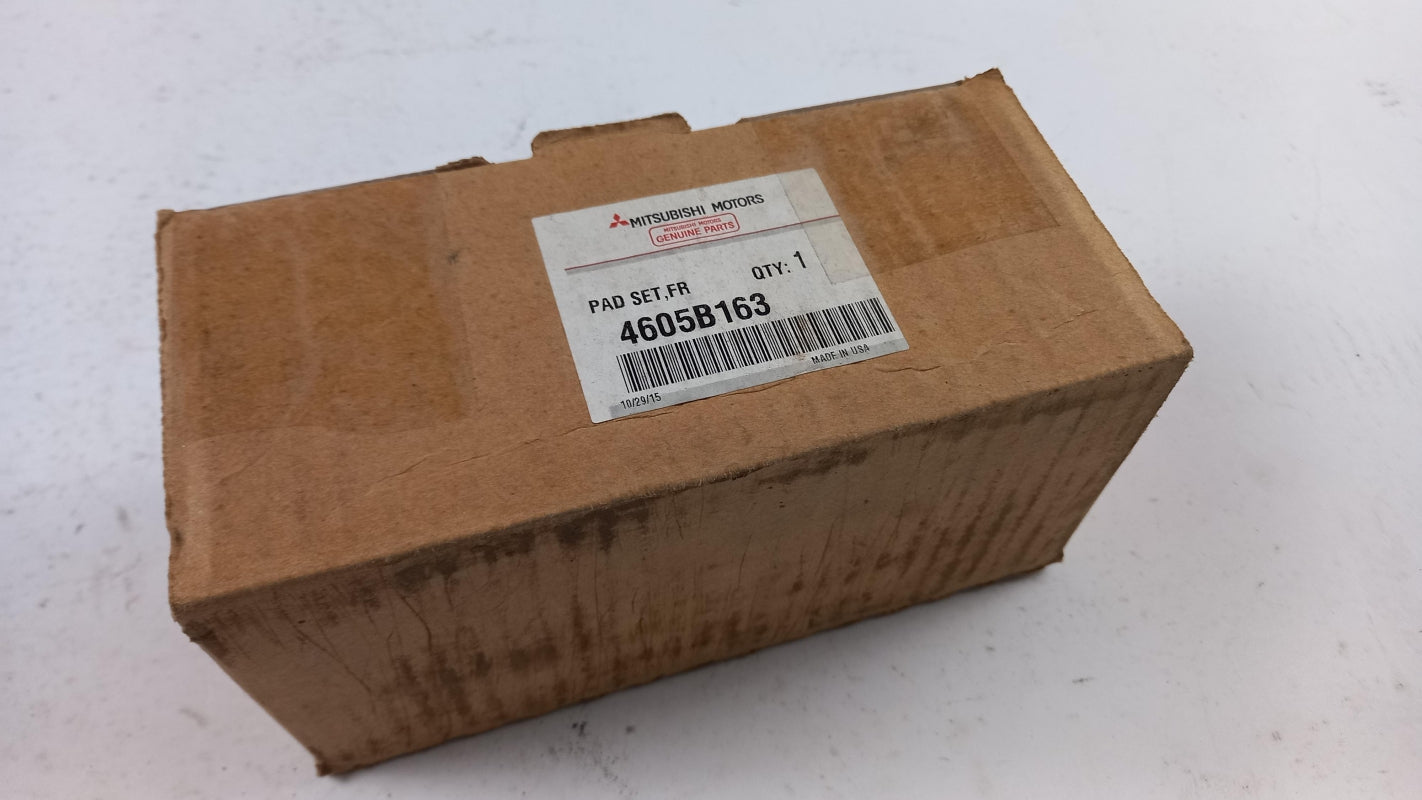 MITSUBISHI MOTORS
MITSUBISHI MOTORS
GENUINE PARTS
QTY: 1
PAD SET,FR
4605B163
MADE IN USA
10/29/15